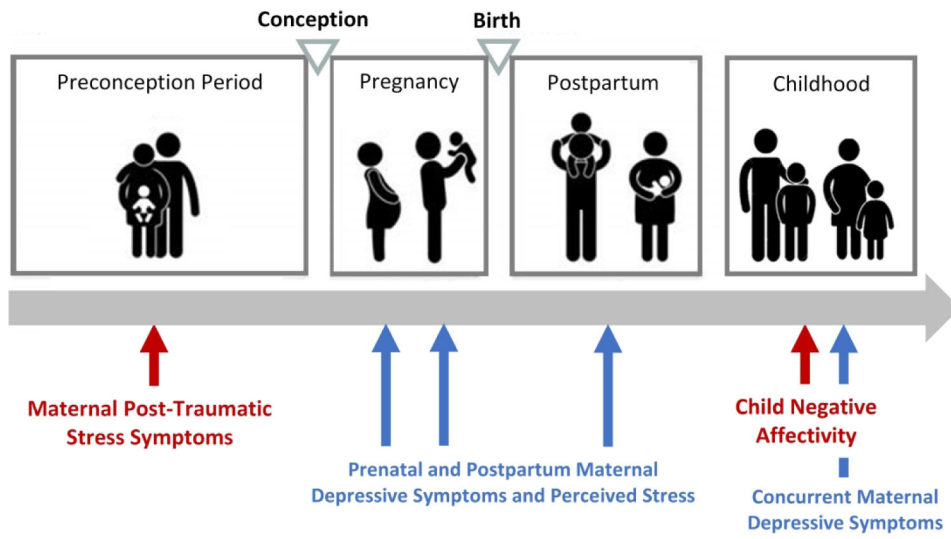 Conception
Birth
Preconception Period
Pregnancy
Postpartum
Childhood
Maternal Post-Traumatic
Stress Symptoms
Prenatal and Postpartum Maternal
Depressive Symptoms and Perceived Stress
Child Negative
Affectivity
Concurrent Maternal
Depressive Symptoms